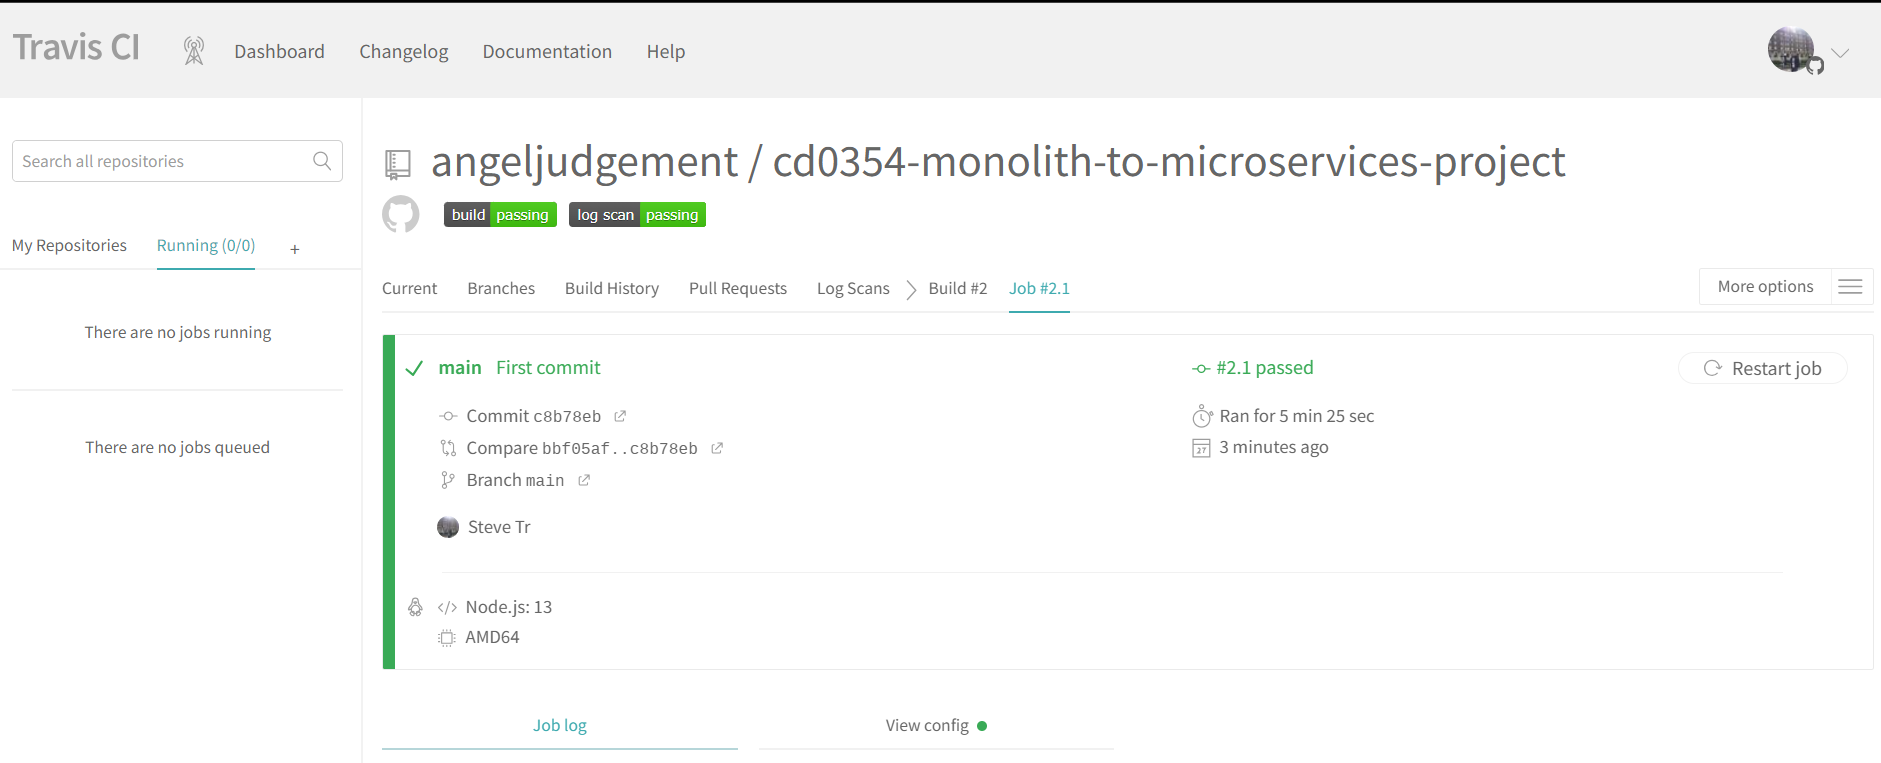 Travis CI
Dashboard Changelog Documentation Help
Search all repositories
My Repositories Running (0/0) +
There are no jobs running
There are no jobs queued
angeljudgement / cd0354-monolith-to-microservices-project
build passing log scan passing
Current Branches Build History Pull Requests Log Scans Build #2 Job #2.1
More options
main First commit
Commit c8b78eb
Compare bbf05af..c8b78eb
Branch main
Steve Tr
#2.1 passed
Ran for 5 min 25 sec
27
3 minutes ago
Restart job
</> Node.js: 13
AMD64
Job log View config